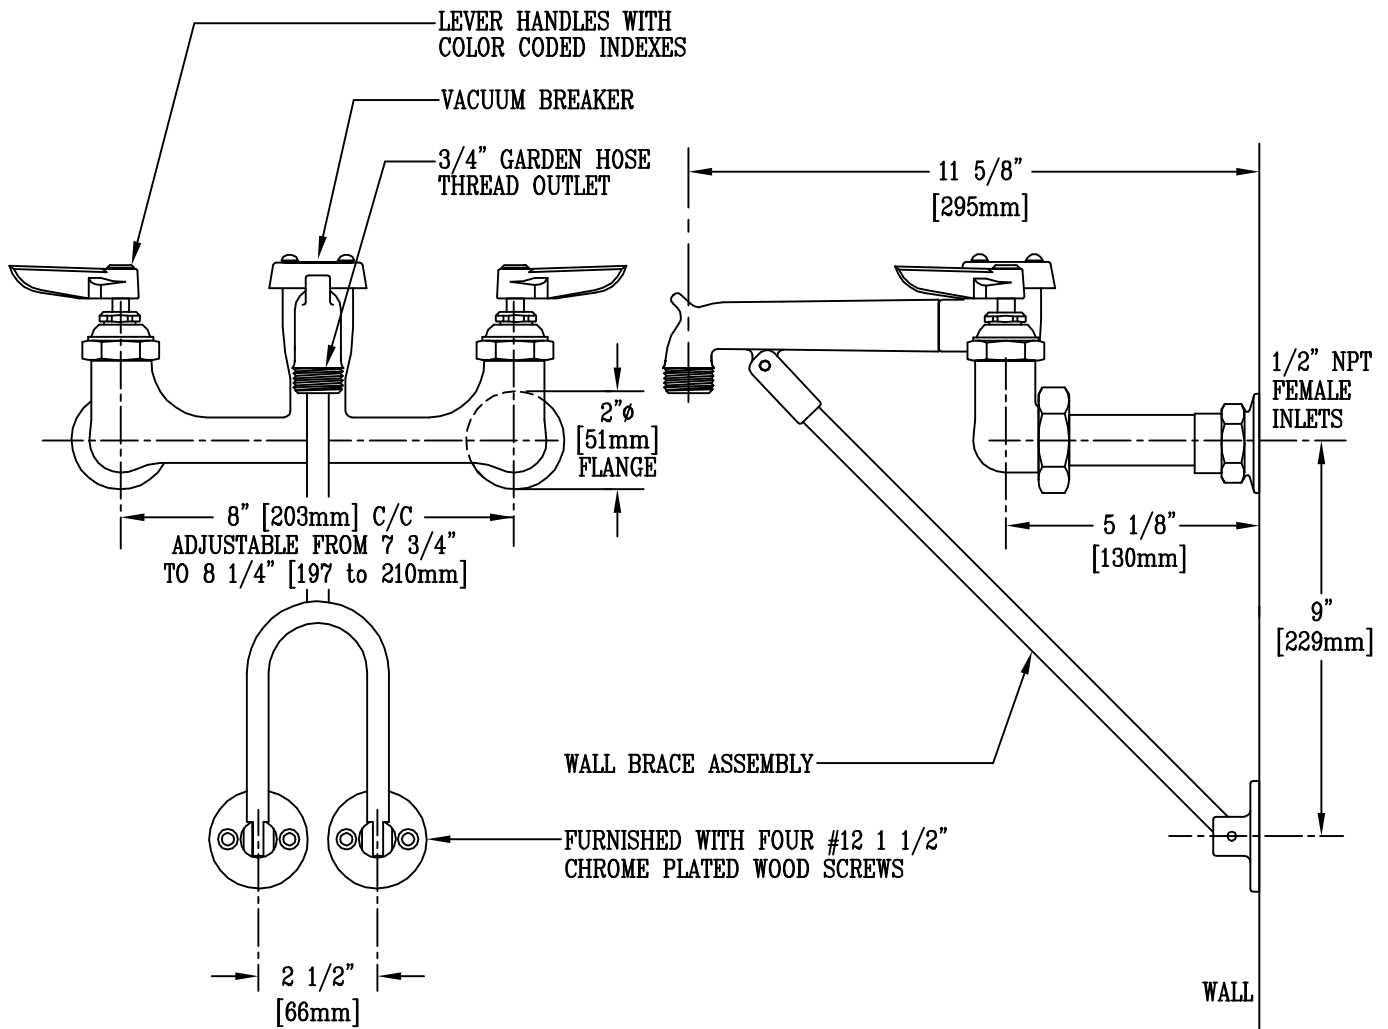 LEVER HANDLES WITH
COLOR CODED INDEXES
VACUUM BREAKER
3/4" GARDEN HOSE
THREAD OUTLET
11 5/8"
[295mm]
1/2" NPT
FEMALE
INLETS
2"ø
[51mm]
FLANGE
8" [203mm] C/C
ADJUSTABLE FROM 7 3/4"
TO 8 1/4" [197 to 210mm]
5 1/8"
[130mm]
9"
[229mm]
WALL BRACE ASSEMBLY
FURNISHED WITH FOUR #12 1 1/2"
CHROME PLATED WOOD SCREWS
2 1/2"
[66mm]
WALL